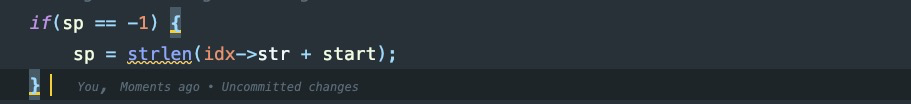 if(sp == -1) {
sp = strlen(idx->str + start);
} You, Moments ago • Uncommitted changes